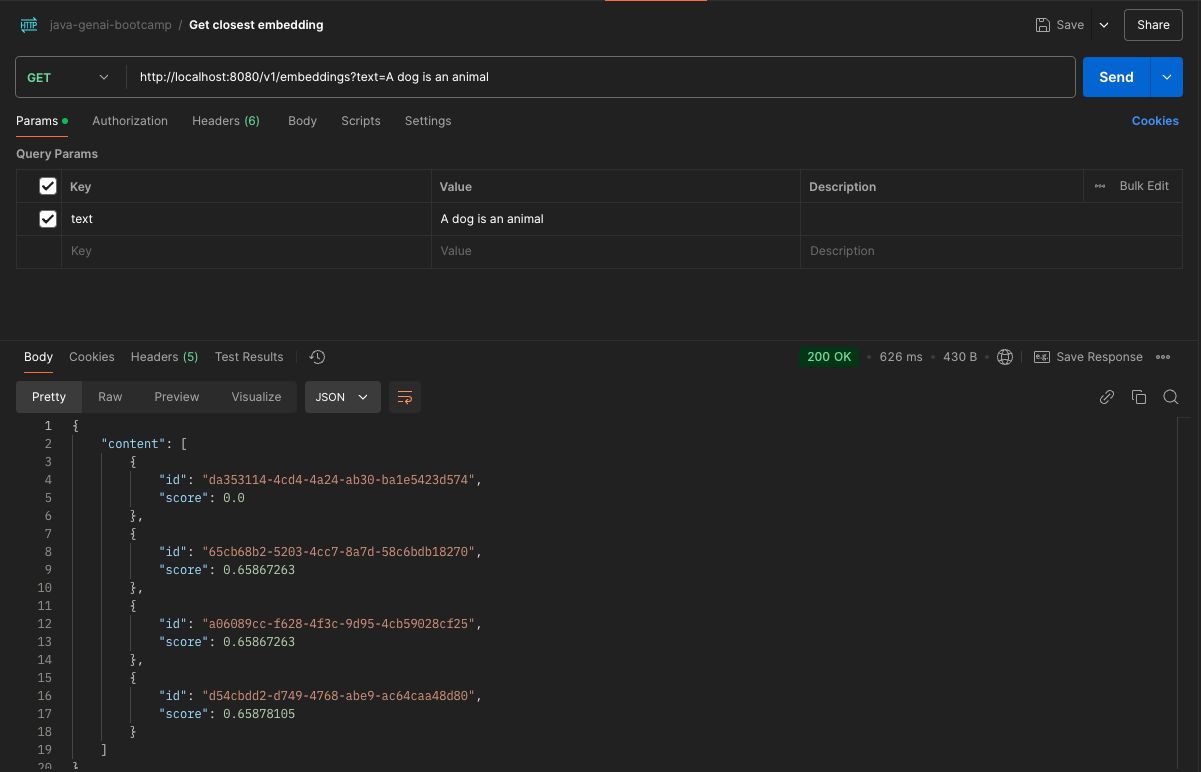 HTTP java-genai-bootcamp / Get closest embedding Save Share
GET http://localhost:8080/v1/embeddings?text=A dog is an animal Send
Params Authorization Headers (6) Body Scripts Settings Cookies
Query Params
Key Value Description Bulk Edit
text A dog is an animal
Key Value Description
Body Cookies Headers (5) Test Results 200 OK 626 ms 430 B e.g. Save Response
Pretty Raw Preview Visualize JSON
1 {
2 "content": [
3 {
4 "id": "da353114-4cd4-4a24-ab30-ba1e5423d574",
5 "score": 0.0
6 },
7 {
8 "id": "65cb68b2-5203-4cc7-8a7d-58c6bdb18270",
9 "score": 0.65867263
10 },
11 {
12 "id": "a06089cc-f628-4f3c-9d95-4cb59028cf25",
13 "score": 0.65867263
14 },
15 {
16 "id": "d54cbdd2-d749-4768-abe9-ac64caa48d80",
17 "score": 0.65878105
18 }
19 ]
20 }